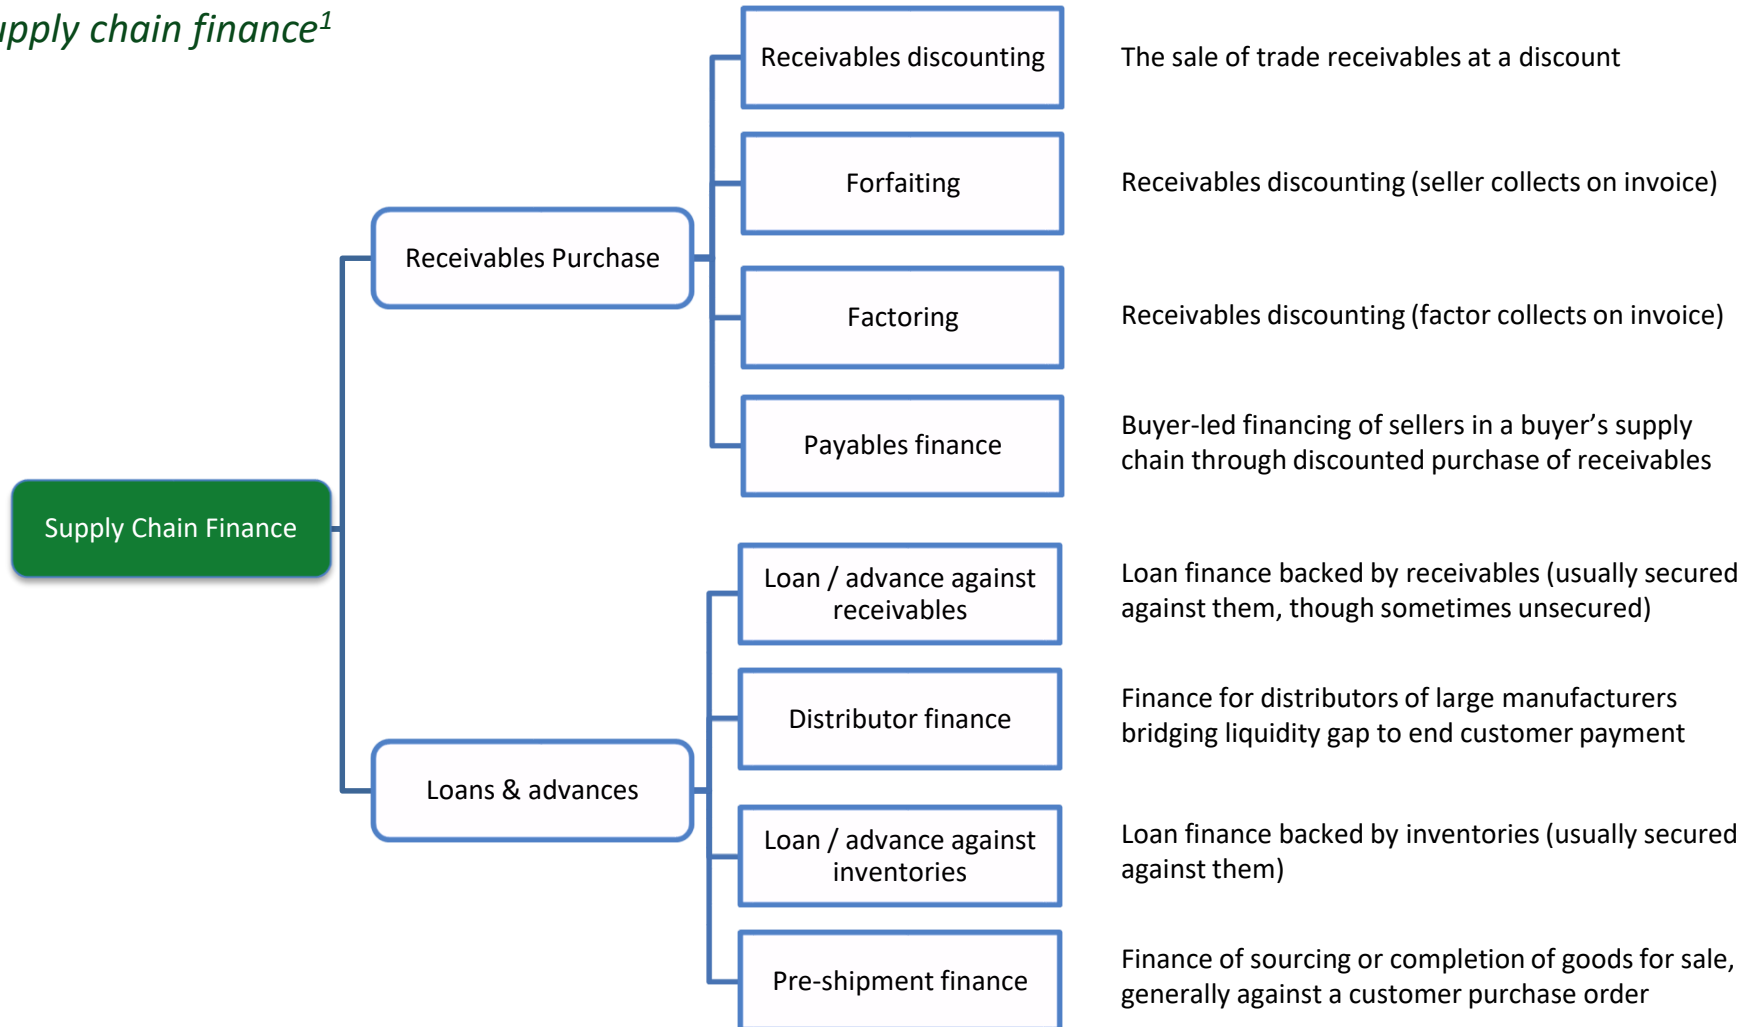 upply chain finance¹
Receivables discounting
The sale of trade receivables at a discount
Forfaiting
Receivables discounting (seller collects on invoice)
Receivables Purchase
Factoring
Receivables discounting (factor collects on invoice)
Payables finance
Buyer-led financing of sellers in a buyer’s supply
chain through discounted purchase of receivables
Supply Chain Finance
Loan / advance against
receivables
Loan finance backed by receivables (usually secured
against them, though sometimes unsecured)
Distributor finance
Finance for distributors of large manufacturers
bridging liquidity gap to end customer payment
Loans & advances
Loan / advance against
inventories
Loan finance backed by inventories (usually secured
against them)
Pre-shipment finance
Finance of sourcing or completion of goods for sale,
generally against a customer purchase order